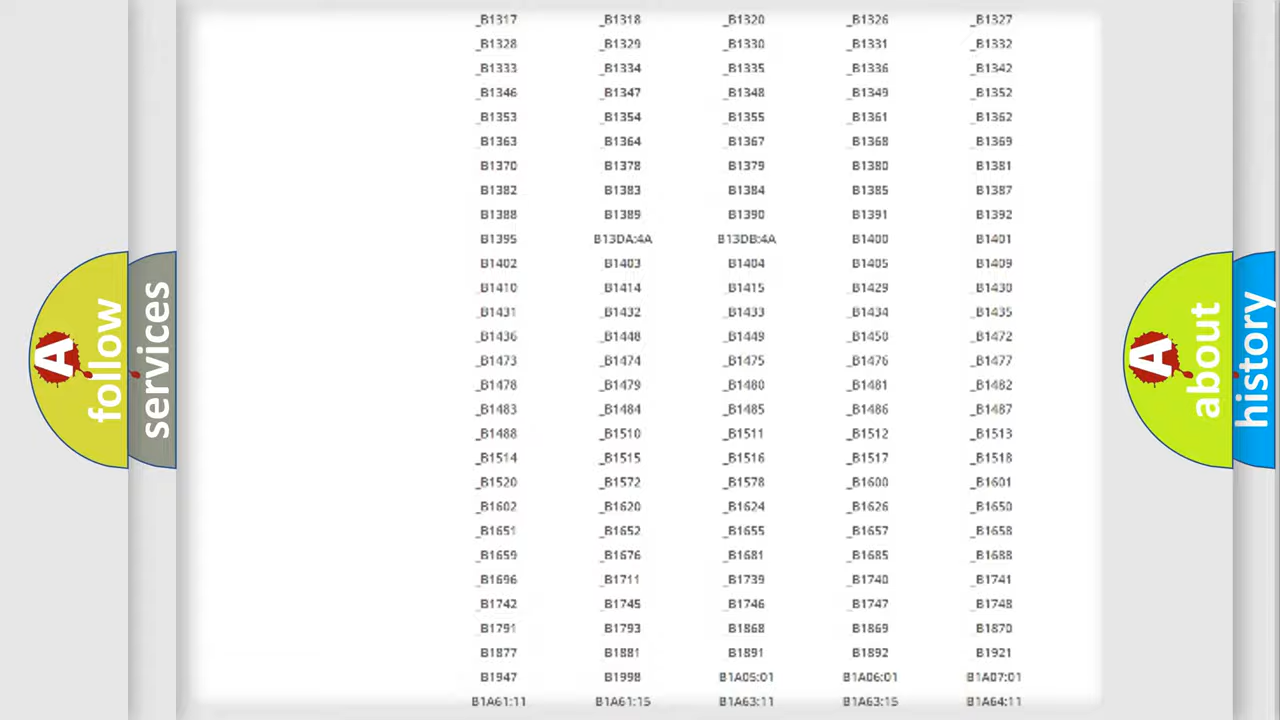 _B1317 _B1318 _B1320 _B1326 _B1327
_B1328 _B1329 _B1330 _B1331 _B1332
_B1333 _B1334 _B1335 _B1336 _B1342
_B1346 _B1347 _B1348 _B1349 _B1352
_B1353 _B1354 _B1355 _B1361 _B1362
_B1363 _B1364 _B1367 _B1368 _B1369
B1370 B1378 B1379 B1380 B1381
B1382 B1383 B1384 B1385 B1387
B1388 B1389 B1390 B1391 B1392
B1395 B13DA:4A B13DB:4A B1400 B1401
B1402 B1403 B1404 B1405 B1409
B1410 B1414 B1415 B1429 B1430
_B1431 _B1432 _B1433 _B1434 _B1435
_B1436 _B1448 _B1449 _B1450 _B1472
_B1473 _B1474 _B1475 _B1476 _B1477
_B1478 _B1479 _B1480 _B1481 _B1482
_B1483 _B1484 _B1485 _B1486 _B1487
_B1488 _B1510 _B1511 _B1512 _B1513
_B1514 _B1515 _B1516 _B1517 _B1518
_B1520 _B1572 _B1578 _B1600 _B1601
_B1602 _B1620 _B1624 _B1626 _B1650
_B1651 _B1652 _B1655 _B1657 _B1658
_B1659 _B1676 _B1681 _B1685 _B1688
_B1696 _B1711 _B1739 _B1740 _B1741
_B1742 _B1745 _B1746 _B1747 _B1748
_B1791 B1793 B1868 B1869 B1870
B1877 B1881 B1891 B1892 B1921
B1947 B1998 B1A05:01 B1A06:01 B1A07:01
B1A61:11 B1A61:15 B1A63:11 B1A63:15 B1A64:11
A follow
services
A about
history